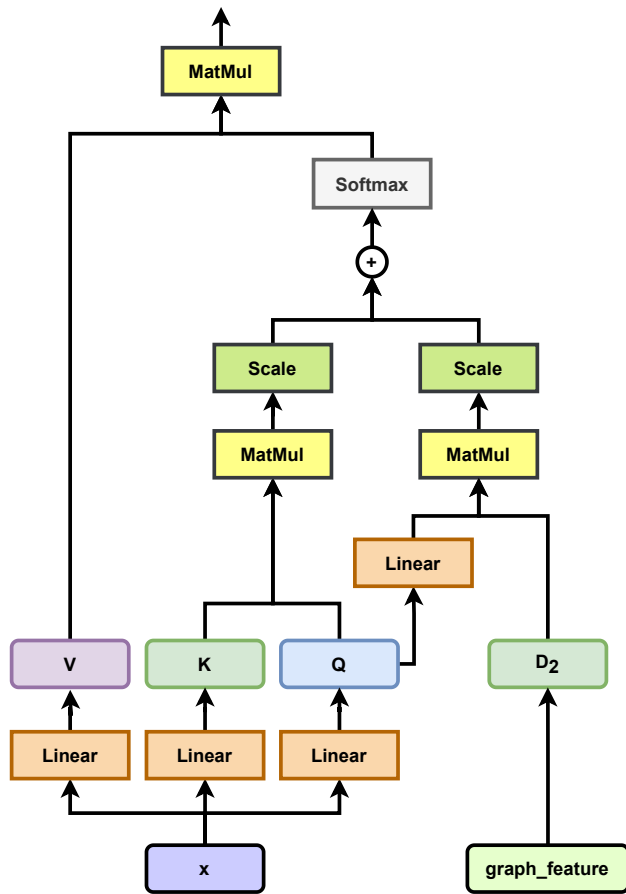 MatMul
Softmax
+
Scale
Scale
MatMul
MatMul
Linear
V
K
Q
D₂
Linear
Linear
Linear
x
graph_feature